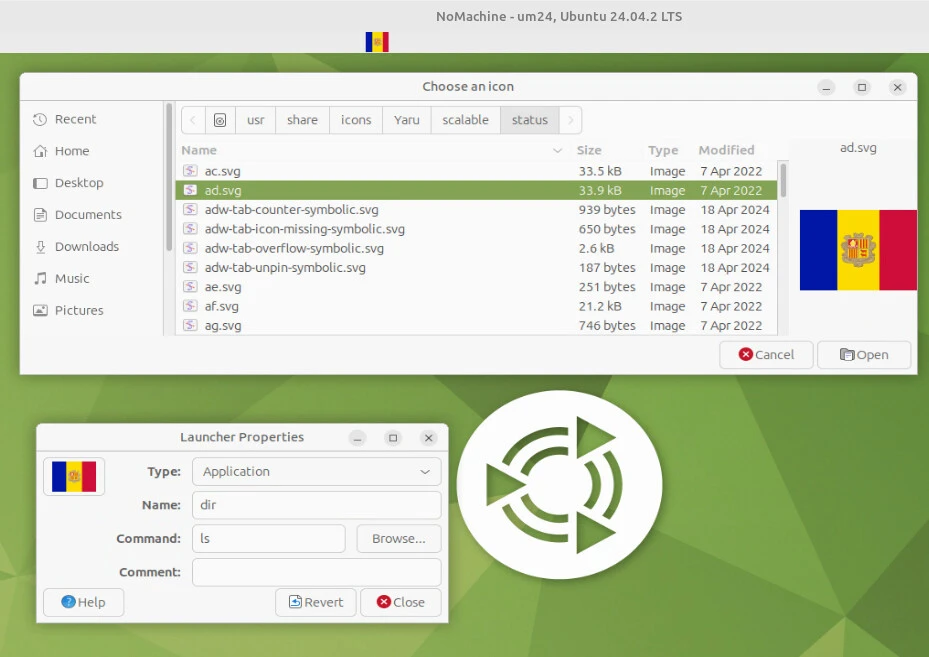 NoMachine - um24, Ubuntu 24.04.2 LTS
Choose an icon
Recent
Home
Desktop
Documents
Downloads
Music
Pictures
usr share icons Yaru scalable status
Name Size Type Modified
ac.svg 33.5 kB Image 7 Apr 2022
ad.svg 33.9 kB Image 7 Apr 2022
adw-tab-counter-symbolic.svg 939 bytes Image 18 Apr 2024
adw-tab-icon-missing-symbolic.svg 650 bytes Image 18 Apr 2024
adw-tab-overflow-symbolic.svg 2.6 kB Image 18 Apr 2024
adw-tab-unpin-symbolic.svg 187 bytes Image 18 Apr 2024
ae.svg 251 bytes Image 7 Apr 2022
af.svg 21.2 kB Image 7 Apr 2022
ag.svg 746 bytes Image 7 Apr 2022
ad.svg
Cancel Open
Launcher Properties
Type: Application
Name: dir
Command: ls Browse...
Comment:
Help Revert Close